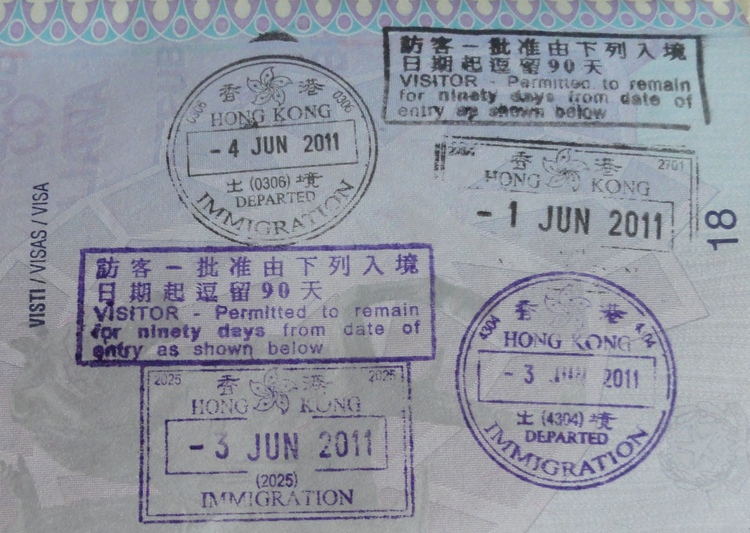 香 港
0306 0306
HONG KONG
- 4 JUN 2011
(0306) 境
DEPARTED
IMMIGRATION
訪客一批准由下列入境
日期起逗留90天
VISITOR - Permitted to remain
for ninety days from date of
entry as shown below
香 港
2701
HONG KONG
- 1 JUN 2011
18
VISTI / VISAS / VISA
訪客一批准由下列入境
日期起逗留90天
VISITOR - Permitted to remain
for ninety days from date of
entry as shown below
2025 香 港 2025
HONG KONG
- 3 JUN 2011
(2025)
IMMIGRATION
香 港
4304
HONG KONG
- 3 JUN 2011
(4304) 境
DEPARTED
IMMIGRATION